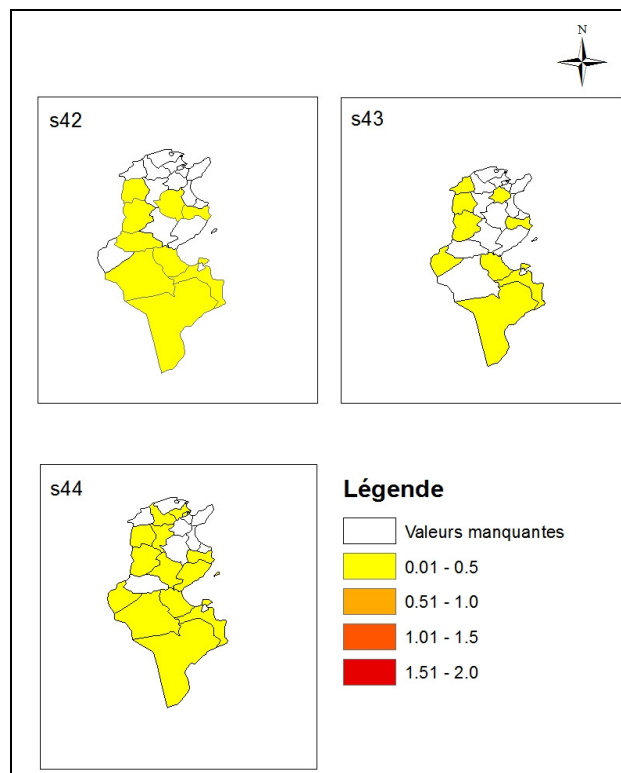 N
s42
s43
s44
Légende
Valeurs manquantes
0.01 - 0.5
0.51 - 1.0
1.01 - 1.5
1.51 - 2.0